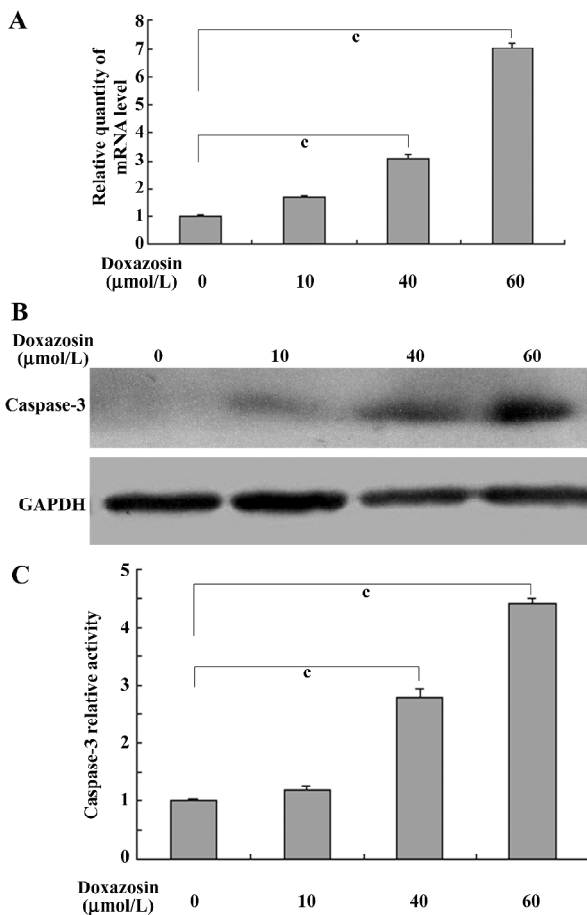 A
Relative quantity of
mRNA level
8
7
6
5
4
3
2
1
0
c
c
Doxazosin
(μmol/L)
0 10 40 60
B
Doxazosin
(μmol/L)
0 10 40 60
Caspase-3
GAPDH
C
Caspase-3 relative activity
5
4
3
2
1
0
c
c
Doxazosin
(μmol/L)
0 10 40 60